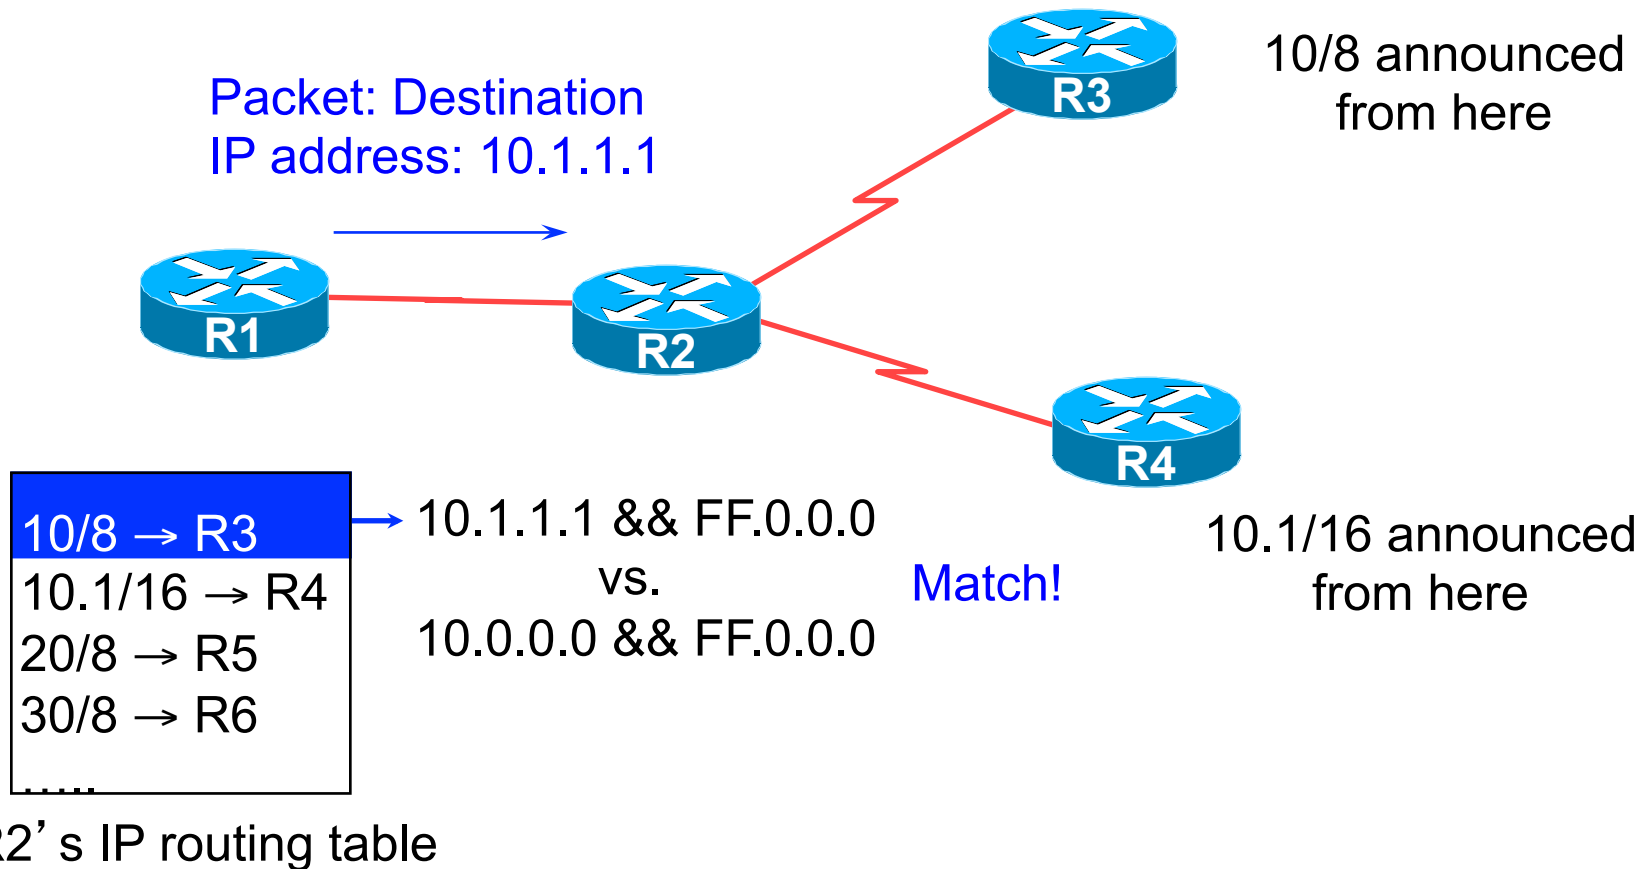 Packet: Destination
IP address: 10.1.1.1
10/8 announced
from here
R3
R1
R2
R4
10.1/16 announced
from here
10/8 → R3
10.1/16 → R4
20/8 → R5
30/8 → R6
…..
10.1.1.1 && FF.0.0.0
vs.
10.0.0.0 && FF.0.0.0
Match!
R2’s IP routing table